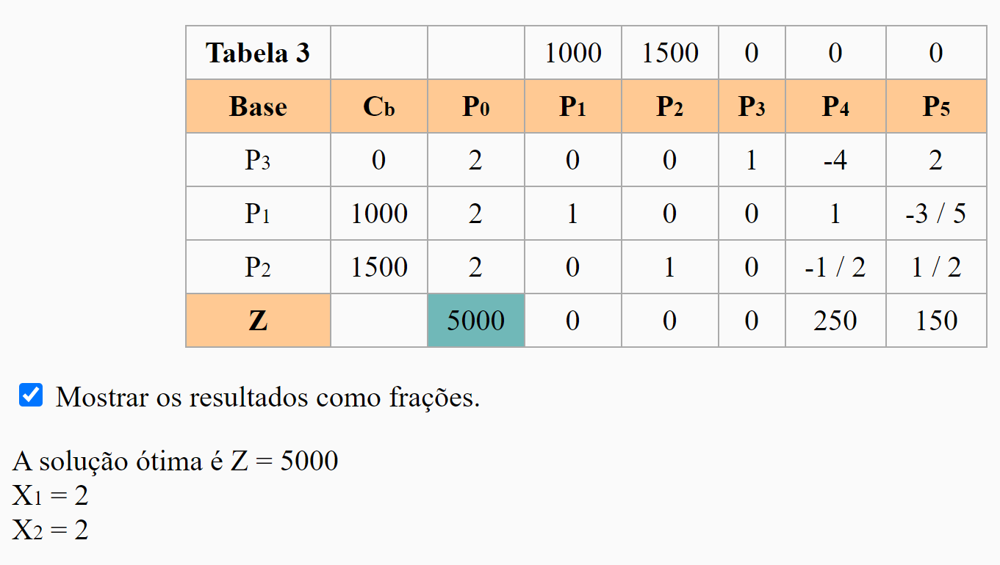 Tabela 3 1000 1500 0 0 0
Base Cb P0 P1 P2 P3 P4 P5
P3 0 2 0 0 1 -4 2
P1 1000 2 1 0 0 1 -3 / 5
P2 1500 2 0 1 0 -1 / 2 1 / 2
Z 5000 0 0 0 250 150
Mostrar os resultados como frações.
A solução ótima é Z = 5000
X1 = 2
X2 = 2